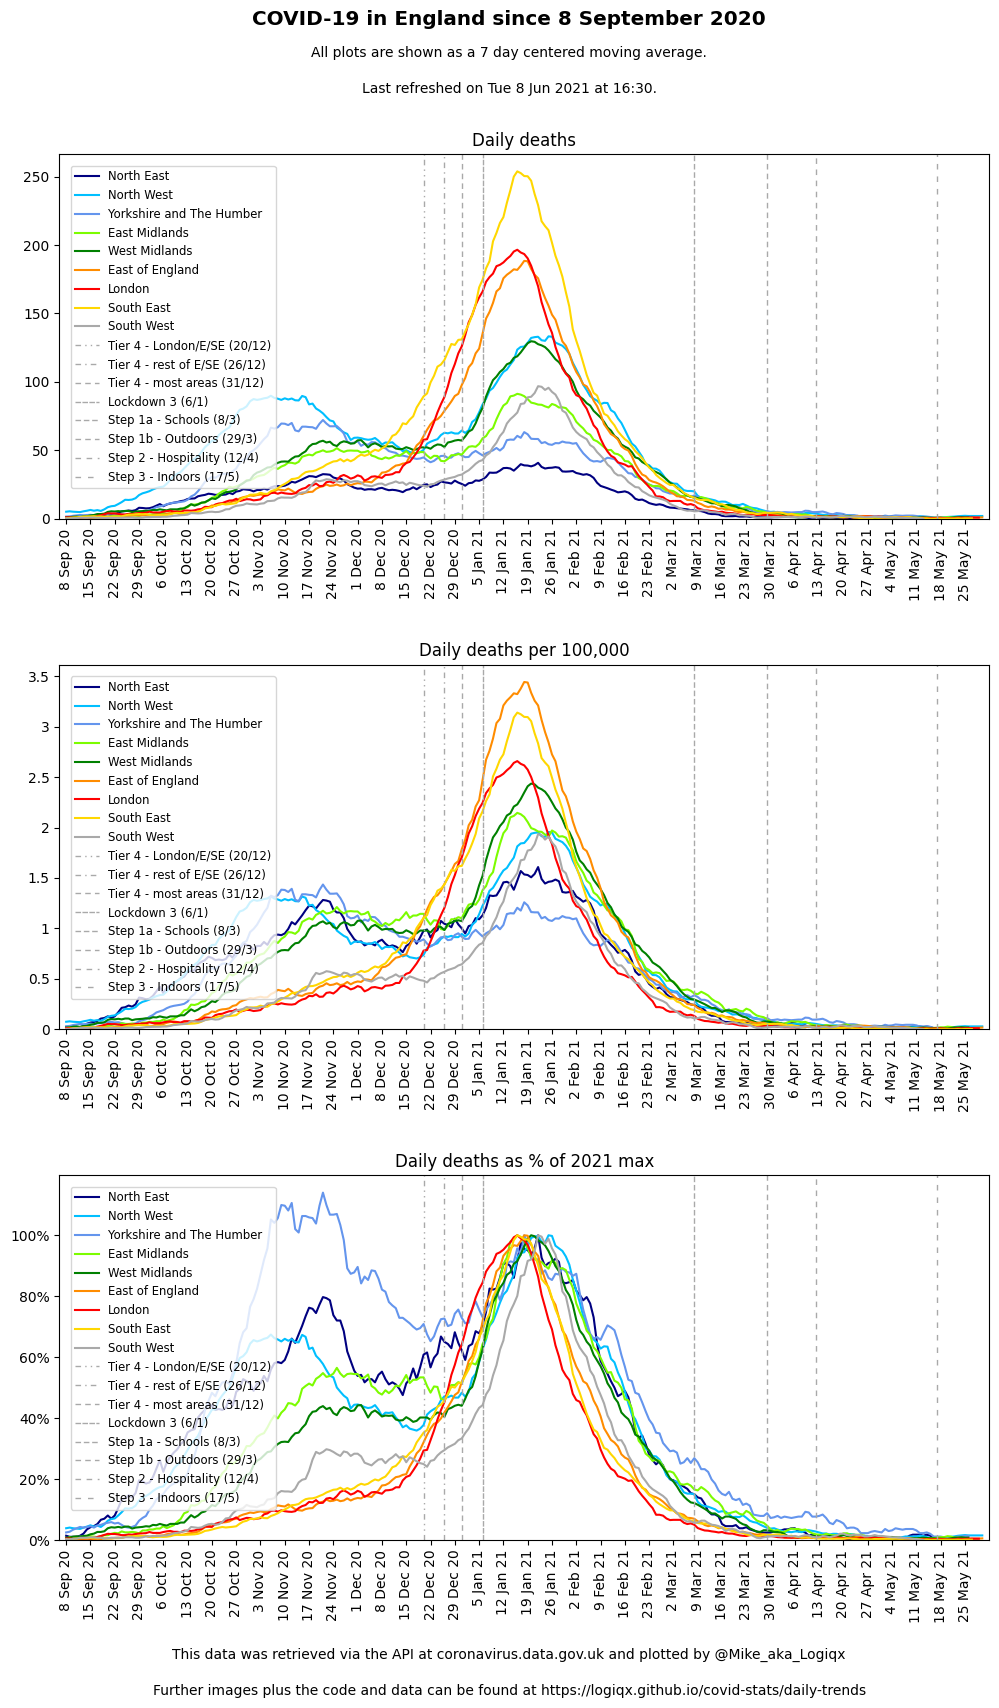 COVID-19 in England since 8 September 2020
All plots are shown as a 7 day centered moving average.
Last refreshed on Tue 8 Jun 2021 at 16:30.
Daily deaths
250
200
150
100
50
0
North East
North West
Yorkshire and The Humber
East Midlands
West Midlands
East of England
London
South East
South West
Tier 4 - London/E/SE (20/12)
Tier 4 - rest of E/SE (26/12)
Tier 4 - most areas (31/12)
Lockdown 3 (6/1)
Step 1a - Schools (8/3)
Step 1b - Outdoors (29/3)
Step 2 - Hospitality (12/4)
Step 3 - Indoors (17/5)
8 Sep 20
15 Sep 20
22 Sep 20
29 Sep 20
6 Oct 20
13 Oct 20
20 Oct 20
27 Oct 20
3 Nov 20
10 Nov 20
17 Nov 20
24 Nov 20
1 Dec 20
8 Dec 20
15 Dec 20
22 Dec 20
29 Dec 20
5 Jan 21
12 Jan 21
19 Jan 21
26 Jan 21
2 Feb 21
9 Feb 21
16 Feb 21
23 Feb 21
2 Mar 21
9 Mar 21
16 Mar 21
23 Mar 21
30 Mar 21
6 Apr 21
13 Apr 21
20 Apr 21
27 Apr 21
4 May 21
11 May 21
18 May 21
25 May 21
Daily deaths per 100,000
3.5
3
2.5
2
1.5
1
0.5
0
North East
North West
Yorkshire and The Humber
East Midlands
West Midlands
East of England
London
South East
South West
Tier 4 - London/E/SE (20/12)
Tier 4 - rest of E/SE (26/12)
Tier 4 - most areas (31/12)
Lockdown 3 (6/1)
Step 1a - Schools (8/3)
Step 1b - Outdoors (29/3)
Step 2 - Hospitality (12/4)
Step 3 - Indoors (17/5)
8 Sep 20
15 Sep 20
22 Sep 20
29 Sep 20
6 Oct 20
13 Oct 20
20 Oct 20
27 Oct 20
3 Nov 20
10 Nov 20
17 Nov 20
24 Nov 20
1 Dec 20
8 Dec 20
15 Dec 20
22 Dec 20
29 Dec 20
5 Jan 21
12 Jan 21
19 Jan 21
26 Jan 21
2 Feb 21
9 Feb 21
16 Feb 21
23 Feb 21
2 Mar 21
9 Mar 21
16 Mar 21
23 Mar 21
30 Mar 21
6 Apr 21
13 Apr 21
20 Apr 21
27 Apr 21
4 May 21
11 May 21
18 May 21
25 May 21
Daily deaths as % of 2021 max
100%
80%
60%
40%
20%
0%
North East
North West
Yorkshire and The Humber
East Midlands
West Midlands
East of England
London
South East
South West
Tier 4 - London/E/SE (20/12)
Tier 4 - rest of E/SE (26/12)
Tier 4 - most areas (31/12)
Lockdown 3 (6/1)
Step 1a - Schools (8/3)
Step 1b - Outdoors (29/3)
Step 2 - Hospitality (12/4)
Step 3 - Indoors (17/5)
8 Sep 20
15 Sep 20
22 Sep 20
29 Sep 20
6 Oct 20
13 Oct 20
20 Oct 20
27 Oct 20
3 Nov 20
10 Nov 20
17 Nov 20
24 Nov 20
1 Dec 20
8 Dec 20
15 Dec 20
22 Dec 20
29 Dec 20
5 Jan 21
12 Jan 21
19 Jan 21
26 Jan 21
2 Feb 21
9 Feb 21
16 Feb 21
23 Feb 21
2 Mar 21
9 Mar 21
16 Mar 21
23 Mar 21
30 Mar 21
6 Apr 21
13 Apr 21
20 Apr 21
27 Apr 21
4 May 21
11 May 21
18 May 21
25 May 21
This data was retrieved via the API at coronavirus.data.gov.uk and plotted by @Mike_aka_Logiqx
Further images plus the code and data can be found at https://logiqx.github.io/covid-stats/daily-trends